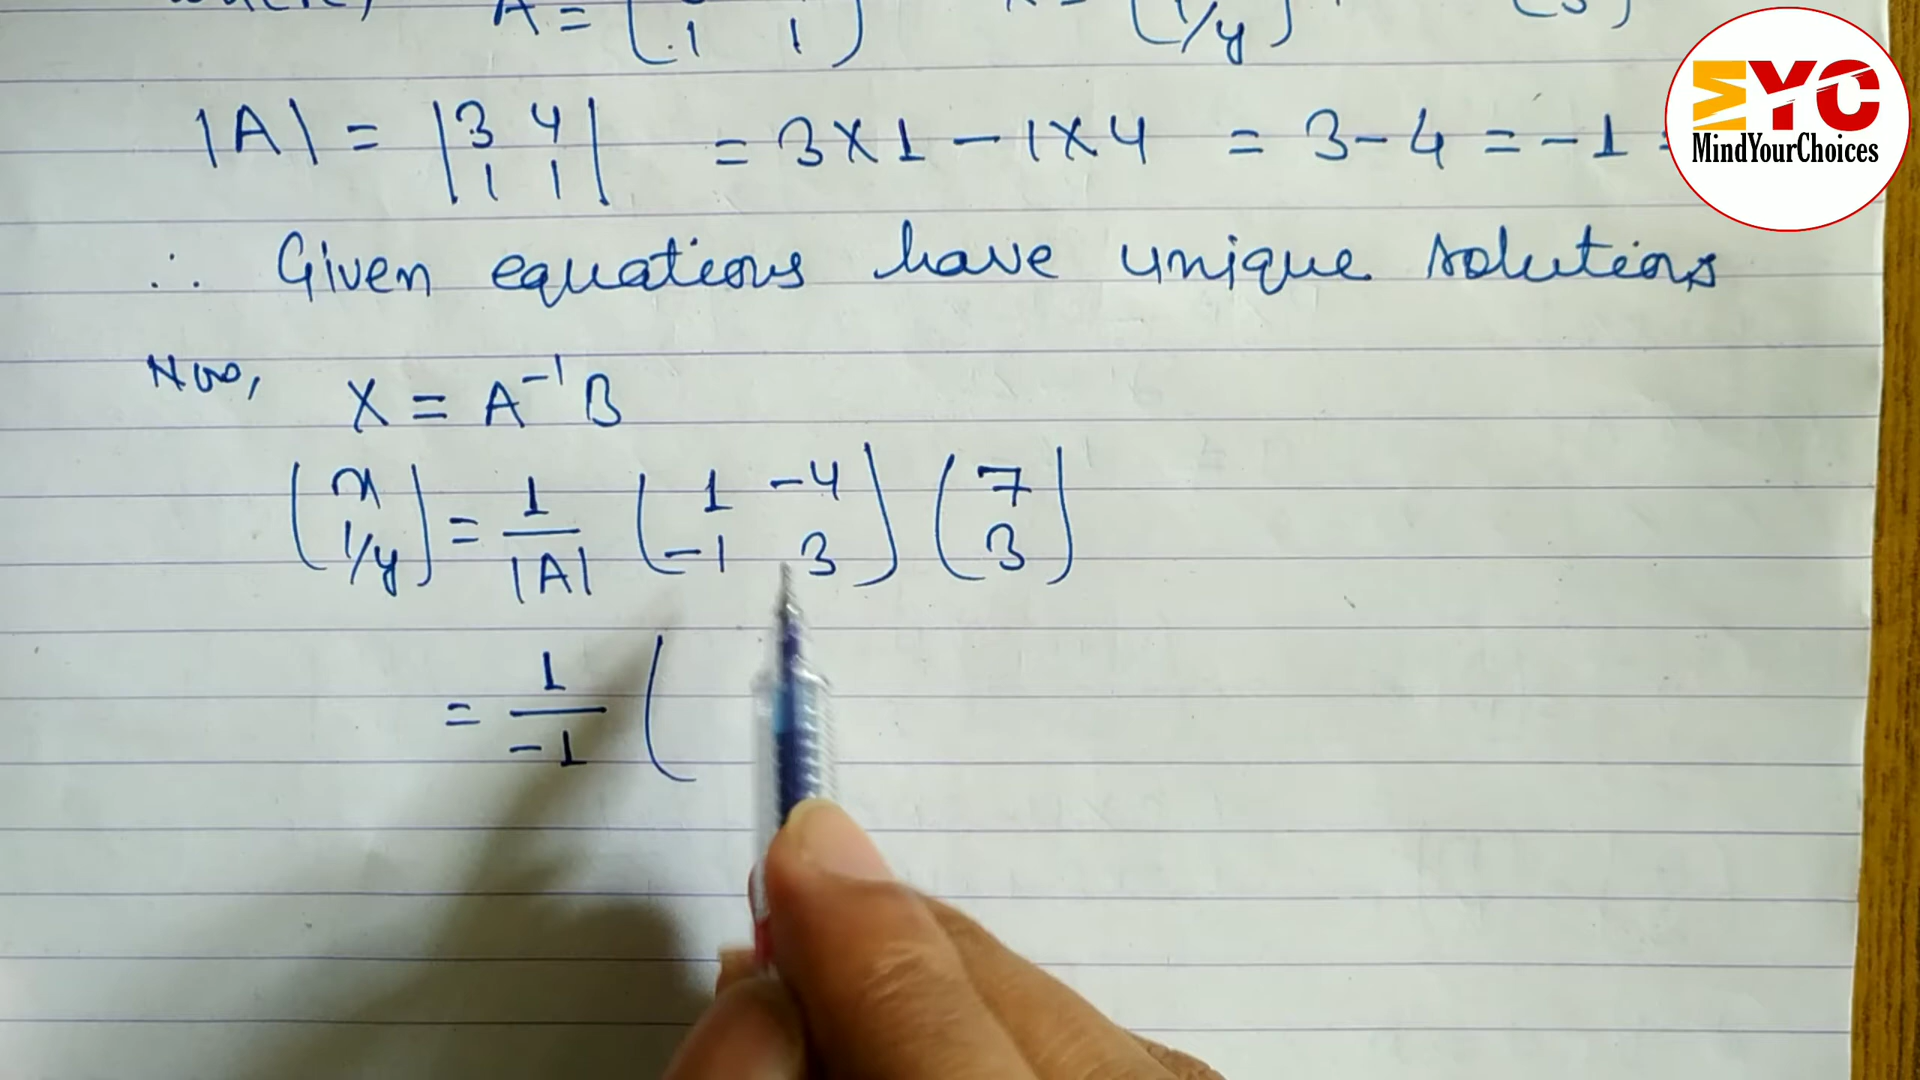 A = ( 1 1 ) ( 1/y )
|A| = |3 4| = 3 X 1 - 1 X 4 = 3 - 4 = -1
|1 1|
∴ Given equations have unique solutions
Now, X = A⁻¹B
( x ) = 1 ( 1 -4 ) ( 7 )
( 1/y ) |A| ( -1 3 ) ( 3 )
= 1 (
-1
MYC
MindYourChoices